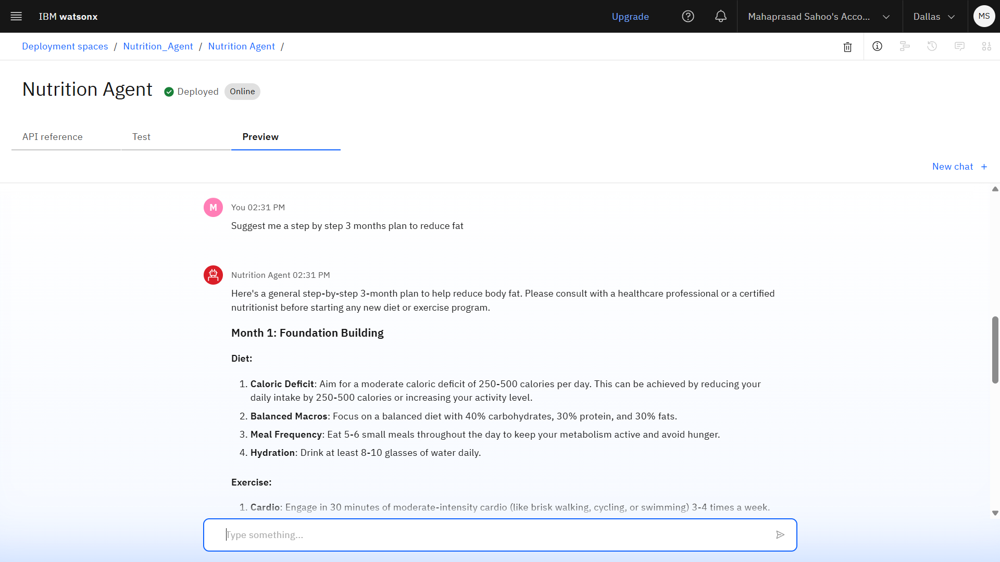 IBM watsonx
Upgrade
Mahaprasad Sahoo's Acco...
Dallas
MS
Deployment spaces / Nutrition_Agent / Nutrition Agent /
Nutrition Agent
Deployed
Online
API reference
Test
Preview
New chat +
M
You 02:31 PM
Suggest me a step by step 3 months plan to reduce fat
Nutrition Agent 02:31 PM
Here's a general step-by-step 3-month plan to help reduce body fat. Please consult with a healthcare professional or a certified
nutritionist before starting any new diet or exercise program.
Month 1: Foundation Building
Diet:
1. Caloric Deficit: Aim for a moderate caloric deficit of 250-500 calories per day. This can be achieved by reducing your
daily intake by 250-500 calories or increasing your activity level.
2. Balanced Macros: Focus on a balanced diet with 40% carbohydrates, 30% protein, and 30% fats.
3. Meal Frequency: Eat 5-6 small meals throughout the day to keep your metabolism active and avoid hunger.
4. Hydration: Drink at least 8-10 glasses of water daily.
Exercise:
1. Cardio: Engage in 30 minutes of moderate-intensity cardio (like brisk walking, cycling, or swimming) 3-4 times a week.
Type something...